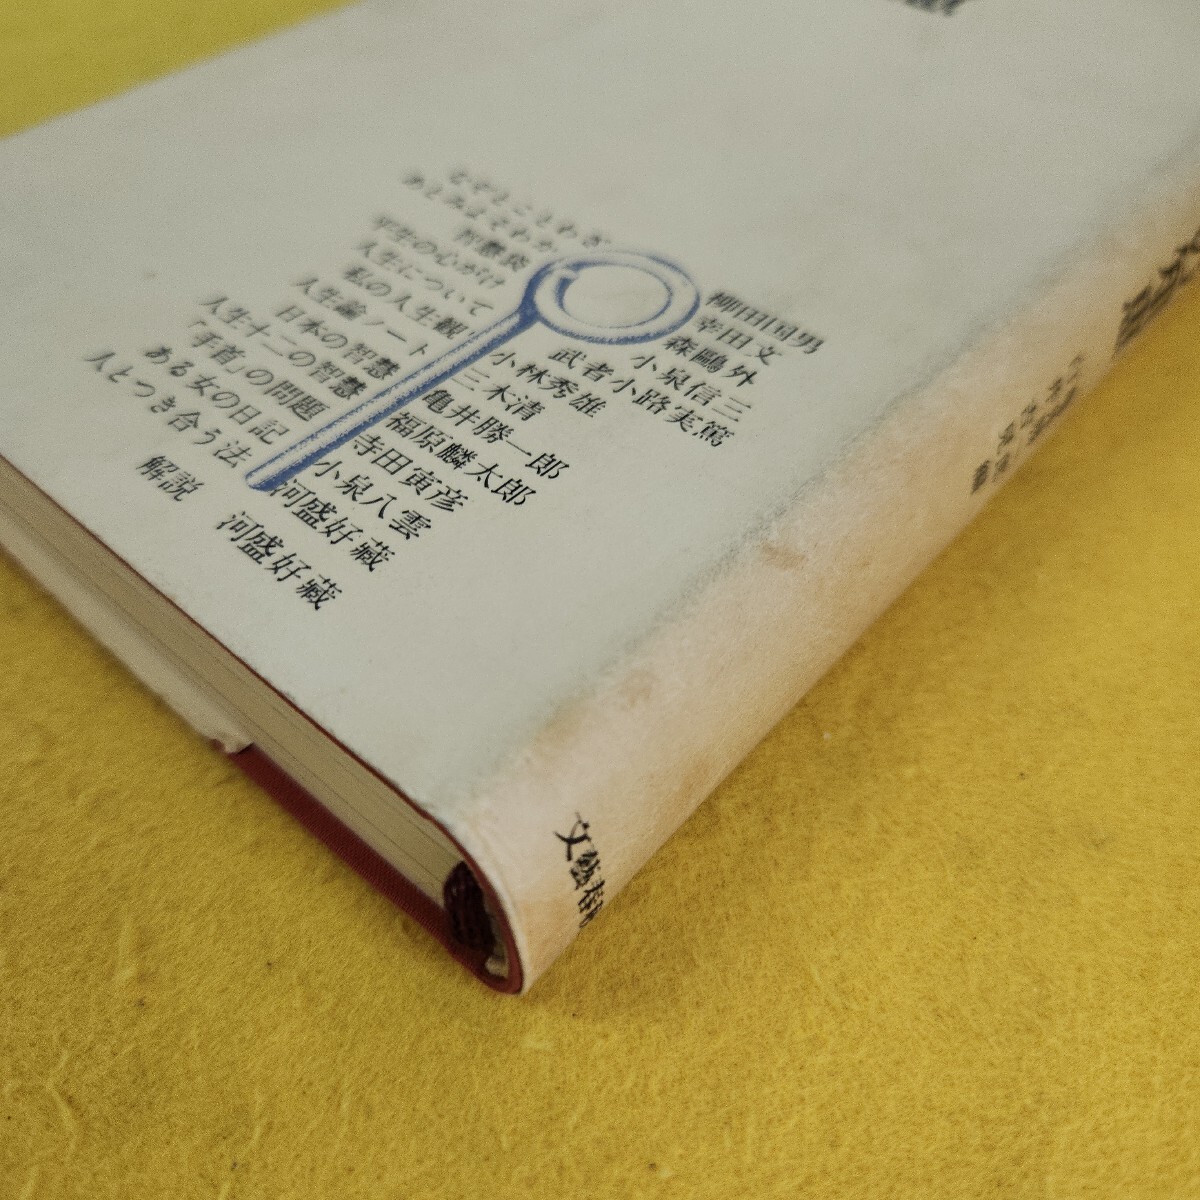 なぞとことわざ 柳田国男
あとみよそわか 幸田文
智慧袋 森鷗外
平生の心がけ 小泉信三
人生について 武者小路実篤
私の人生観 小林秀雄
人生論ノート 三木清
日本の智慧 亀井勝一郎
人生十二の智慧 福原麟太郎
「手首」の問題 寺田寅彦
ある女の日記 小泉八雲
人とつき合う法 河盛好蔵
解説 河盛好蔵
文藝春秋